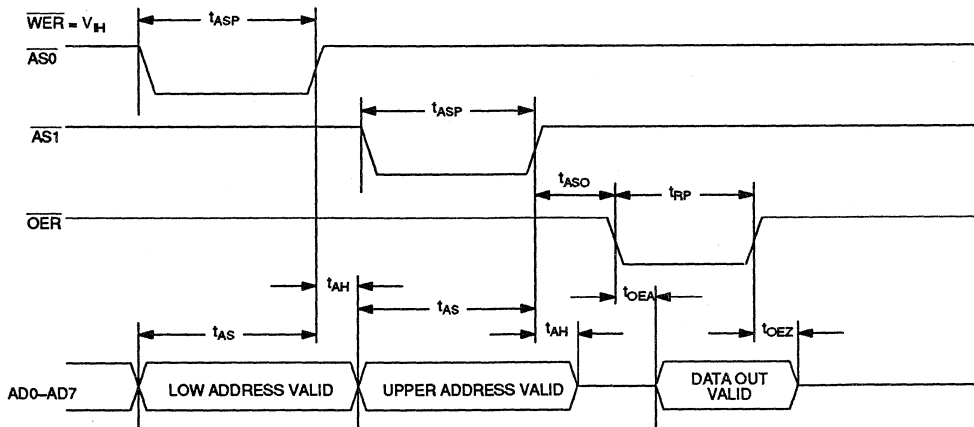 WER = VIH
tASP
AS0
tASP
AS1
tASO
tRP
OER
tAH
tOEA
tAS
tAS
tAH
tOEZ
AD0–AD7
LOW ADDRESS VALID
UPPER ADDRESS VALID
DATA OUT
VALID